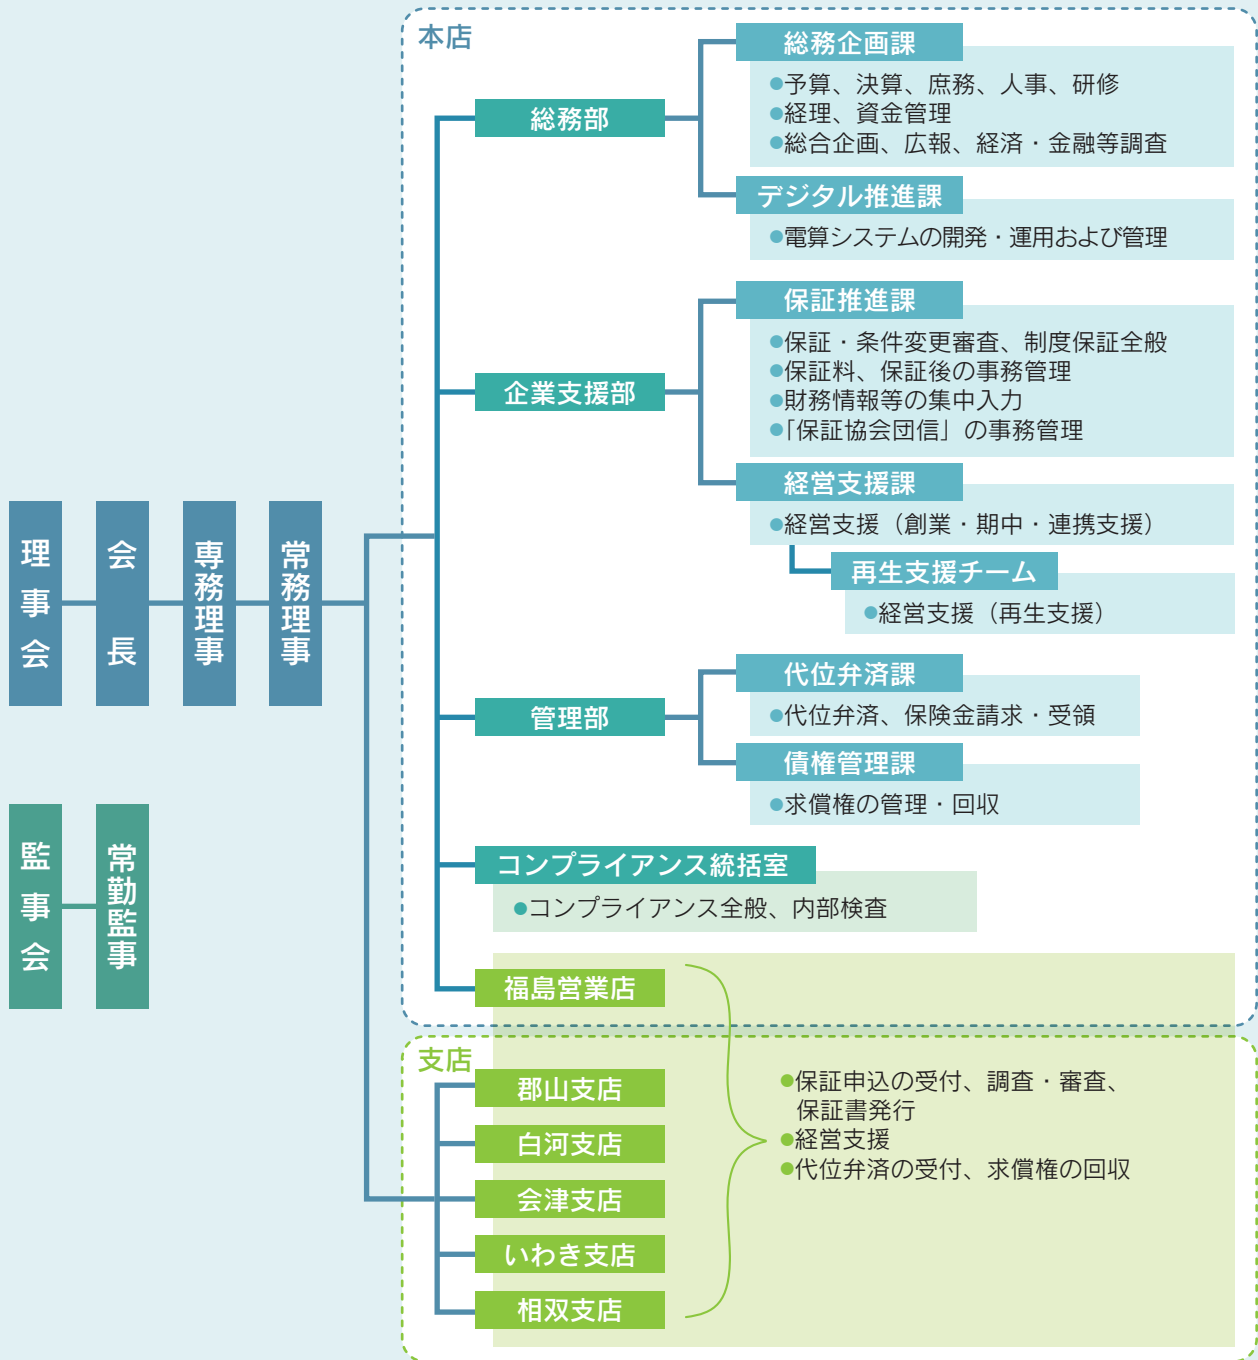 理事会
会長
専務理事
常務理事
監事会
常勤監事
本店
総務部
総務企画課
●予算、決算、庶務、人事、研修
●経理、資金管理
●総合企画、広報、経済・金融等調査
デジタル推進課
●電算システムの開発・運用および管理
企業支援部
保証推進課
●保証・条件変更審査、制度保証全般
●保証料、保証後の事務管理
●財務情報等の集中入力
●「保証協会団信」の事務管理
経営支援課
●経営支援（創業・期中・連携支援）
再生支援チーム
●経営支援（再生支援）
管理部
代位弁済課
●代位弁済、保険金請求・受領
債権管理課
●求償権の管理・回収
コンプライアンス統括室
●コンプライアンス全般、内部検査
福島営業店
支店
郡山支店
白河支店
会津支店
いわき支店
相双支店
●保証申込の受付、調査・審査、
保証書発行
●経営支援
●代位弁済の受付、求償権の回収